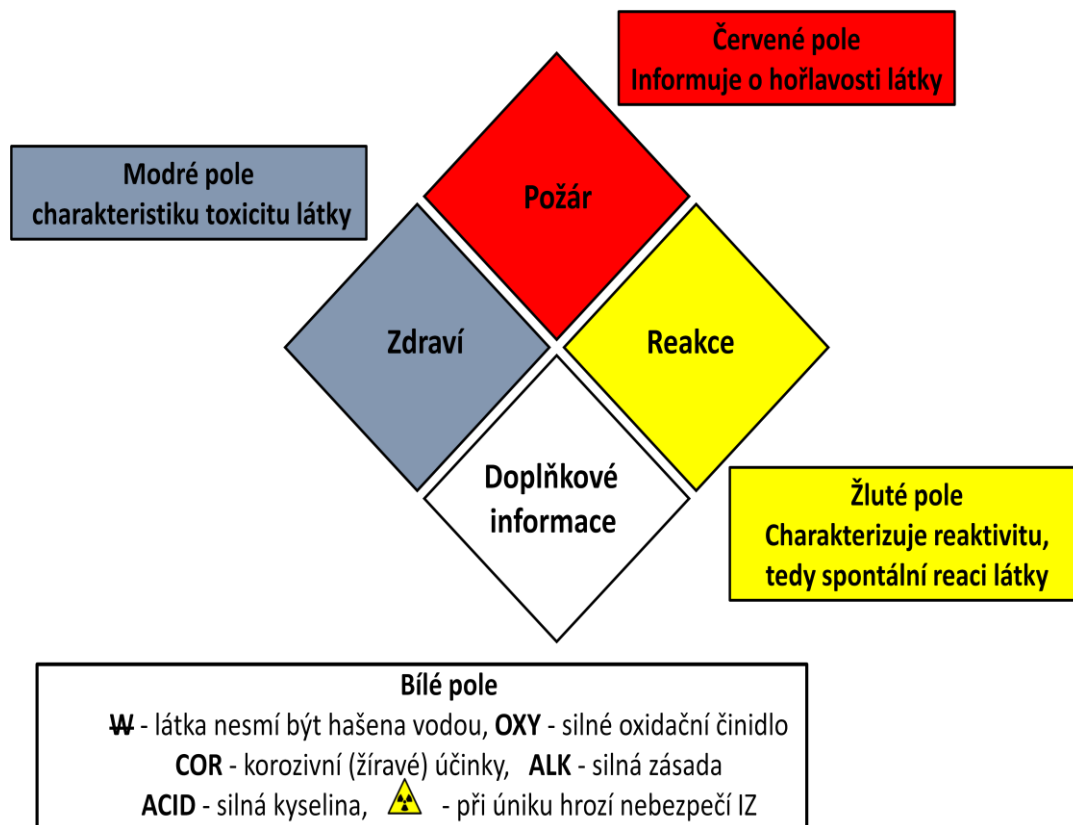 Červené pole
Informuje o hořlavosti látky
Modré pole
charakteristiku toxicitu látky
Požár
Zdraví
Reakce
Doplňkové
informace
Žluté pole
Charakterizuje reaktivitu,
tedy spontální reaci látky
Bílé pole
W - látka nesmí být hašena vodou, OXY - silné oxidační činidlo
COR - korozivní (žíravé) účinky, ALK - silná zásada
ACID - silná kyselina, ☢ - při úniku hrozí nebezpečí IZ